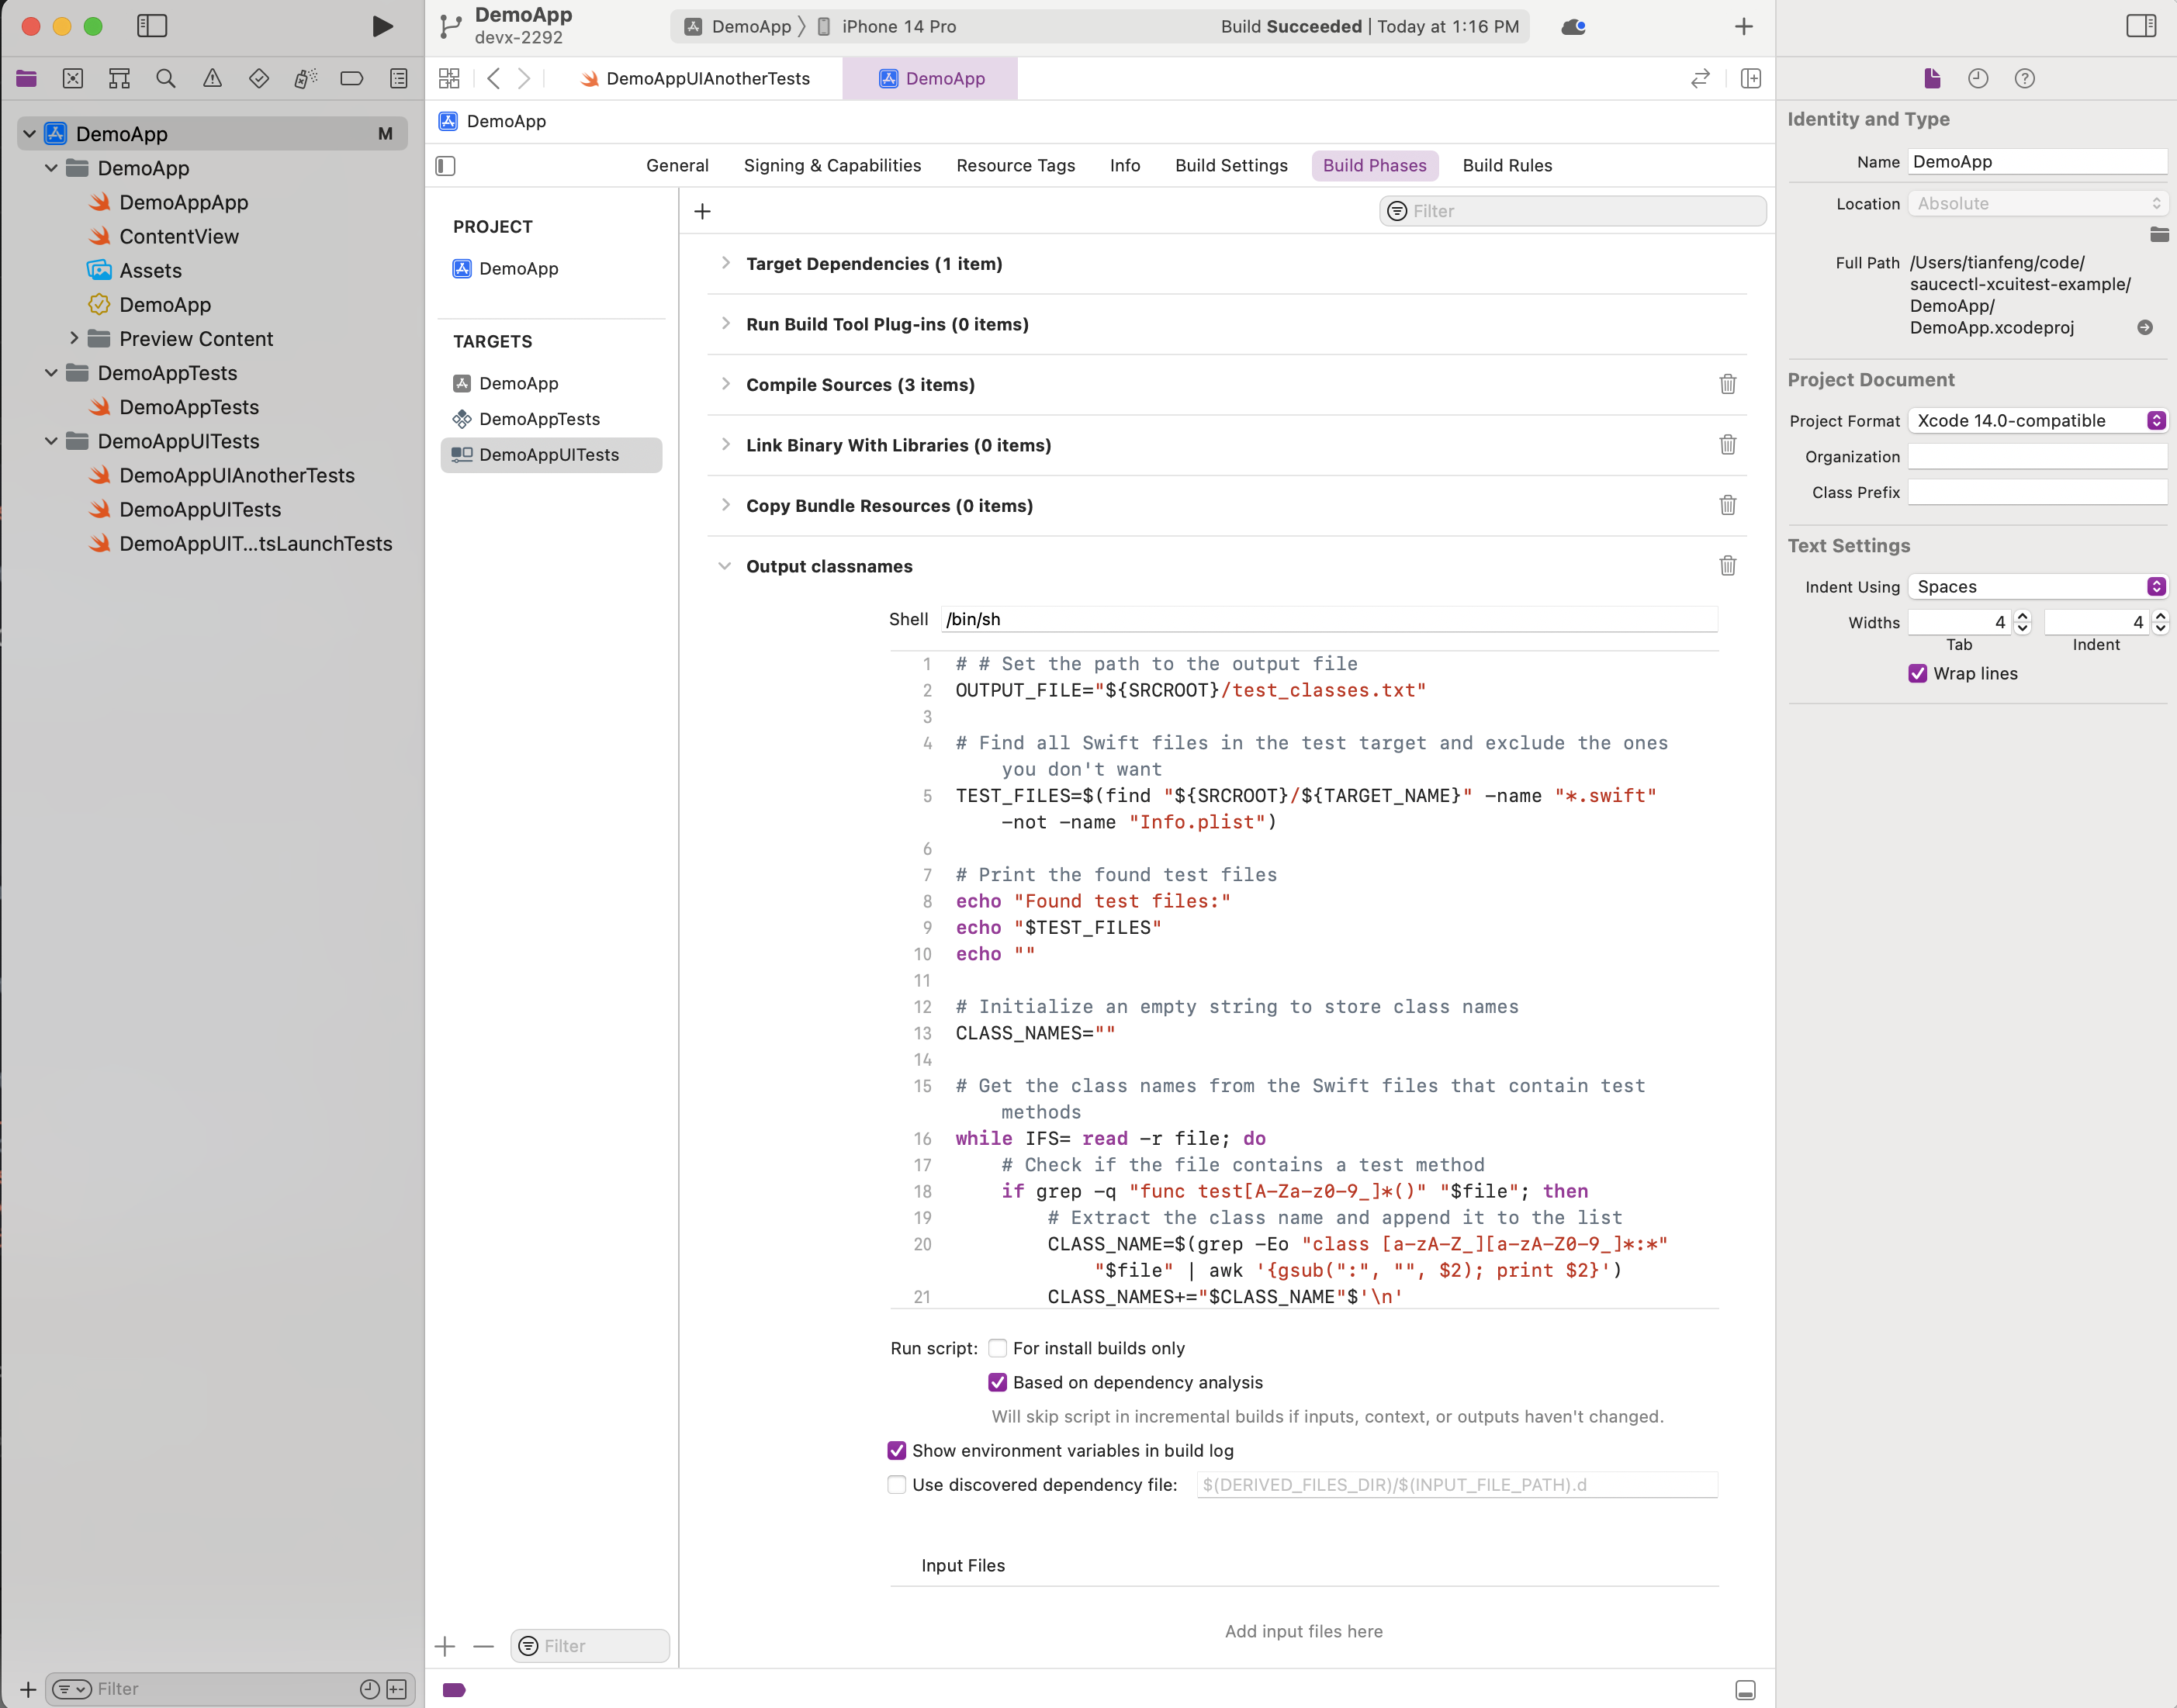 DemoApp
devx-2292
DemoApp
iPhone 14 Pro
Build Succeeded | Today at 1:16 PM
DemoAppUIAnotherTests
DemoApp
DemoApp M
DemoApp
DemoAppApp
ContentView
Assets
DemoApp
Preview Content
DemoAppTests
DemoAppTests
DemoAppUITests
DemoAppUIAnotherTests
DemoAppUITests
DemoAppUIT...tsLaunchTests
Filter
DemoApp
General
Signing & Capabilities
Resource Tags
Info
Build Settings
Build Phases
Build Rules
PROJECT
DemoApp
TARGETS
DemoApp
DemoAppTests
DemoAppUITests
Filter
Filter
Target Dependencies (1 item)
Run Build Tool Plug-ins (0 items)
Compile Sources (3 items)
Link Binary With Libraries (0 items)
Copy Bundle Resources (0 items)
Output classnames
Shell /bin/sh
1 # # Set the path to the output file
2 OUTPUT_FILE="${SRCROOT}/test_classes.txt"
3
4 # Find all Swift files in the test target and exclude the ones
you don't want
5 TEST_FILES=$(find "${SRCROOT}/${TARGET_NAME}" -name "*.swift"
-not -name "Info.plist")
6
7 # Print the found test files
8 echo "Found test files:"
9 echo "$TEST_FILES"
10 echo ""
11
12 # Initialize an empty string to store class names
13 CLASS_NAMES=""
14
15 # Get the class names from the Swift files that contain test
methods
16 while IFS= read -r file; do
17 # Check if the file contains a test method
18 if grep -q "func test[A-Za-z0-9_]*()" "$file"; then
19 # Extract the class name and append it to the list
20 CLASS_NAME=$(grep -Eo "class [a-zA-Z_][a-zA-Z0-9_]*:*"
"$file" | awk '{gsub(":", "", $2); print $2}')
21 CLASS_NAMES+="$CLASS_NAME"$'\n'
Run script: For install builds only
Based on dependency analysis
Will skip script in incremental builds if inputs, context, or outputs haven't changed.
Show environment variables in build log
Use discovered dependency file: $(DERIVED_FILES_DIR)/$(INPUT_FILE_PATH).d
Input Files
Add input files here
Identity and Type
Name DemoApp
Location Absolute
Full Path /Users/tianfeng/code/
saucectl-xcuitest-example/
DemoApp/
DemoApp.xcodeproj
Project Document
Project Format Xcode 14.0-compatible
Organization
Class Prefix
Text Settings
Indent Using Spaces
Widths 4 4
Tab Indent
Wrap lines